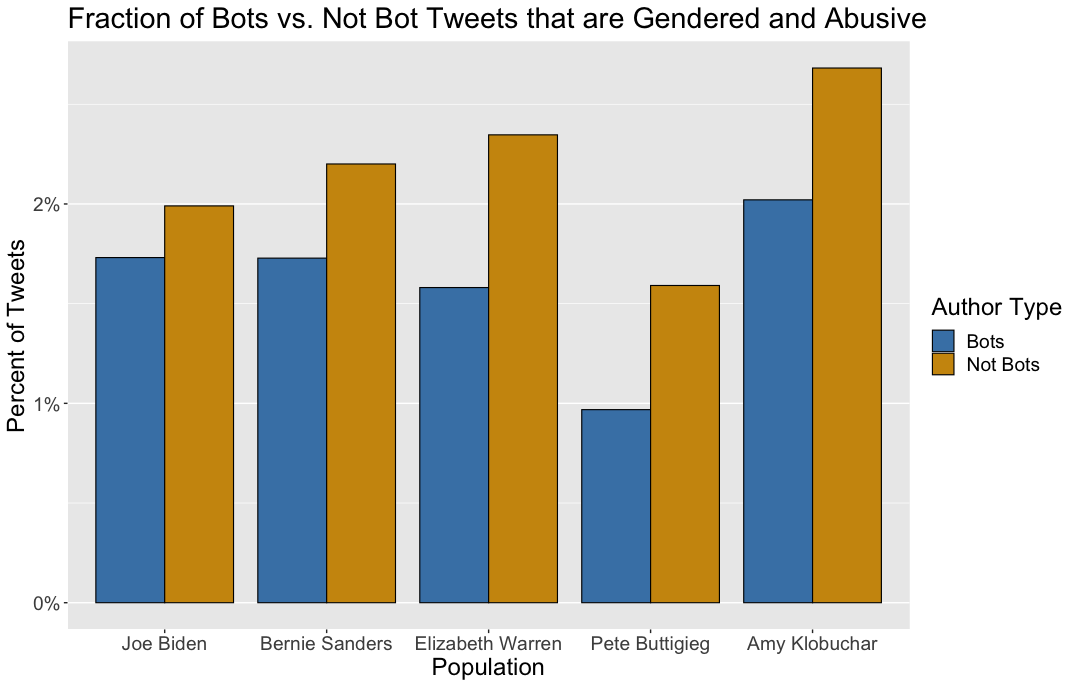 Fraction of Bots vs. Not Bot Tweets that are Gendered and Abusive
Percent of Tweets
2%
1%
0%
Joe Biden Bernie Sanders Elizabeth Warren Pete Buttigieg Amy Klobuchar
Population
Author Type
Bots
Not Bots